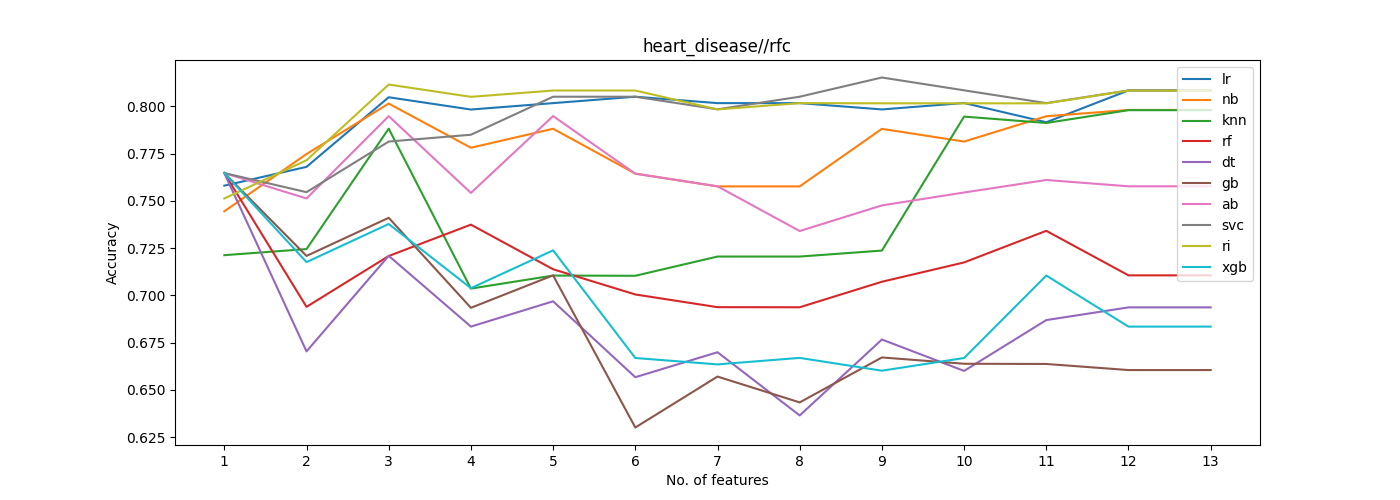 heart_disease//rfc
Accuracy
0.800
0.775
0.750
0.725
0.700
0.675
0.650
0.625
1 2 3 4 5 6 7 8 9 10 11 12 13
No. of features
lr
nb
knn
rf
dt
gb
ab
svc
ri
xgb